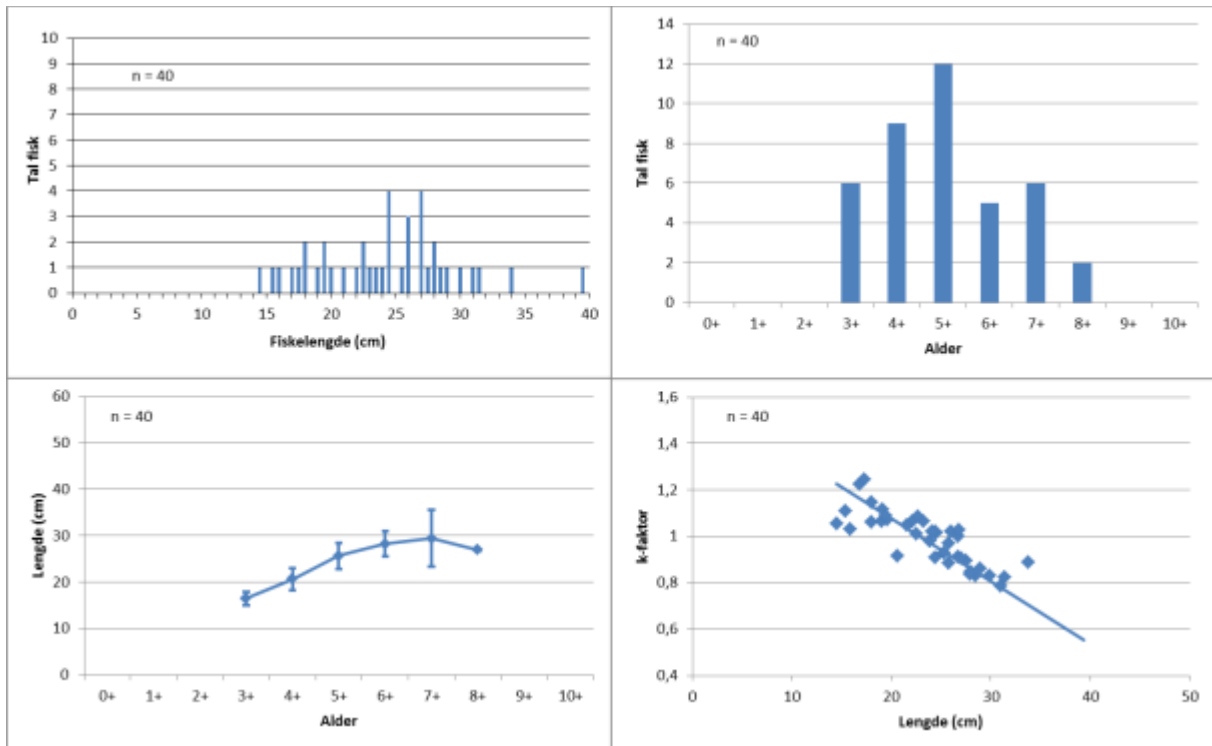 10
9
8
7
6
5
4
3
2
1
0
n = 40
Tal fisk
0 5 10 15 20 25 30 35 40
Fiskelengde (cm)
14
12
10
8
6
4
2
0
n = 40
Tal fisk
0+ 1+ 2+ 3+ 4+ 5+ 6+ 7+ 8+ 9+ 10+
Alder
60
50
40
30
20
10
0
n = 40
Lengde (cm)
0+ 1+ 2+ 3+ 4+ 5+ 6+ 7+ 8+ 9+ 10+
Alder
1,6
1,4
1,2
1
0,8
0,6
0,4
n = 40
k-faktor
0 10 20 30 40 50
Lengde (cm)